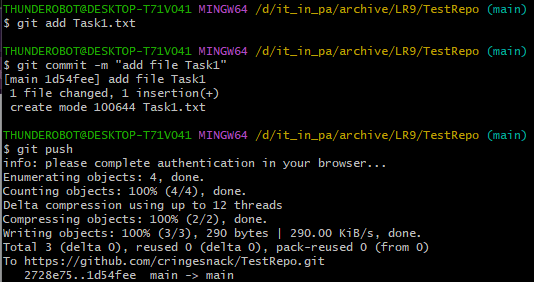 THUNDEROBOT@DESKTOP-T71VO41 MINGW64 /d/it_in_pa/archive/LR9/TestRepo (main)
$ git add Task1.txt
THUNDEROBOT@DESKTOP-T71VO41 MINGW64 /d/it_in_pa/archive/LR9/TestRepo (main)
$ git commit -m "add file Task1"
[main 1d54fee] add file Task1
 1 file changed, 1 insertion(+)
 create mode 100644 Task1.txt
THUNDEROBOT@DESKTOP-T71VO41 MINGW64 /d/it_in_pa/archive/LR9/TestRepo (main)
$ git push
info: please complete authentication in your browser...
Enumerating objects: 4, done.
Counting objects: 100% (4/4), done.
Delta compression using up to 12 threads
Compressing objects: 100% (2/2), done.
Writing objects: 100% (3/3), 290 bytes | 290.00 KiB/s, done.
Total 3 (delta 0), reused 0 (delta 0), pack-reused 0 (from 0)
To https://github.com/cringesnack/TestRepo.git
   2728e75..1d54fee  main -> main